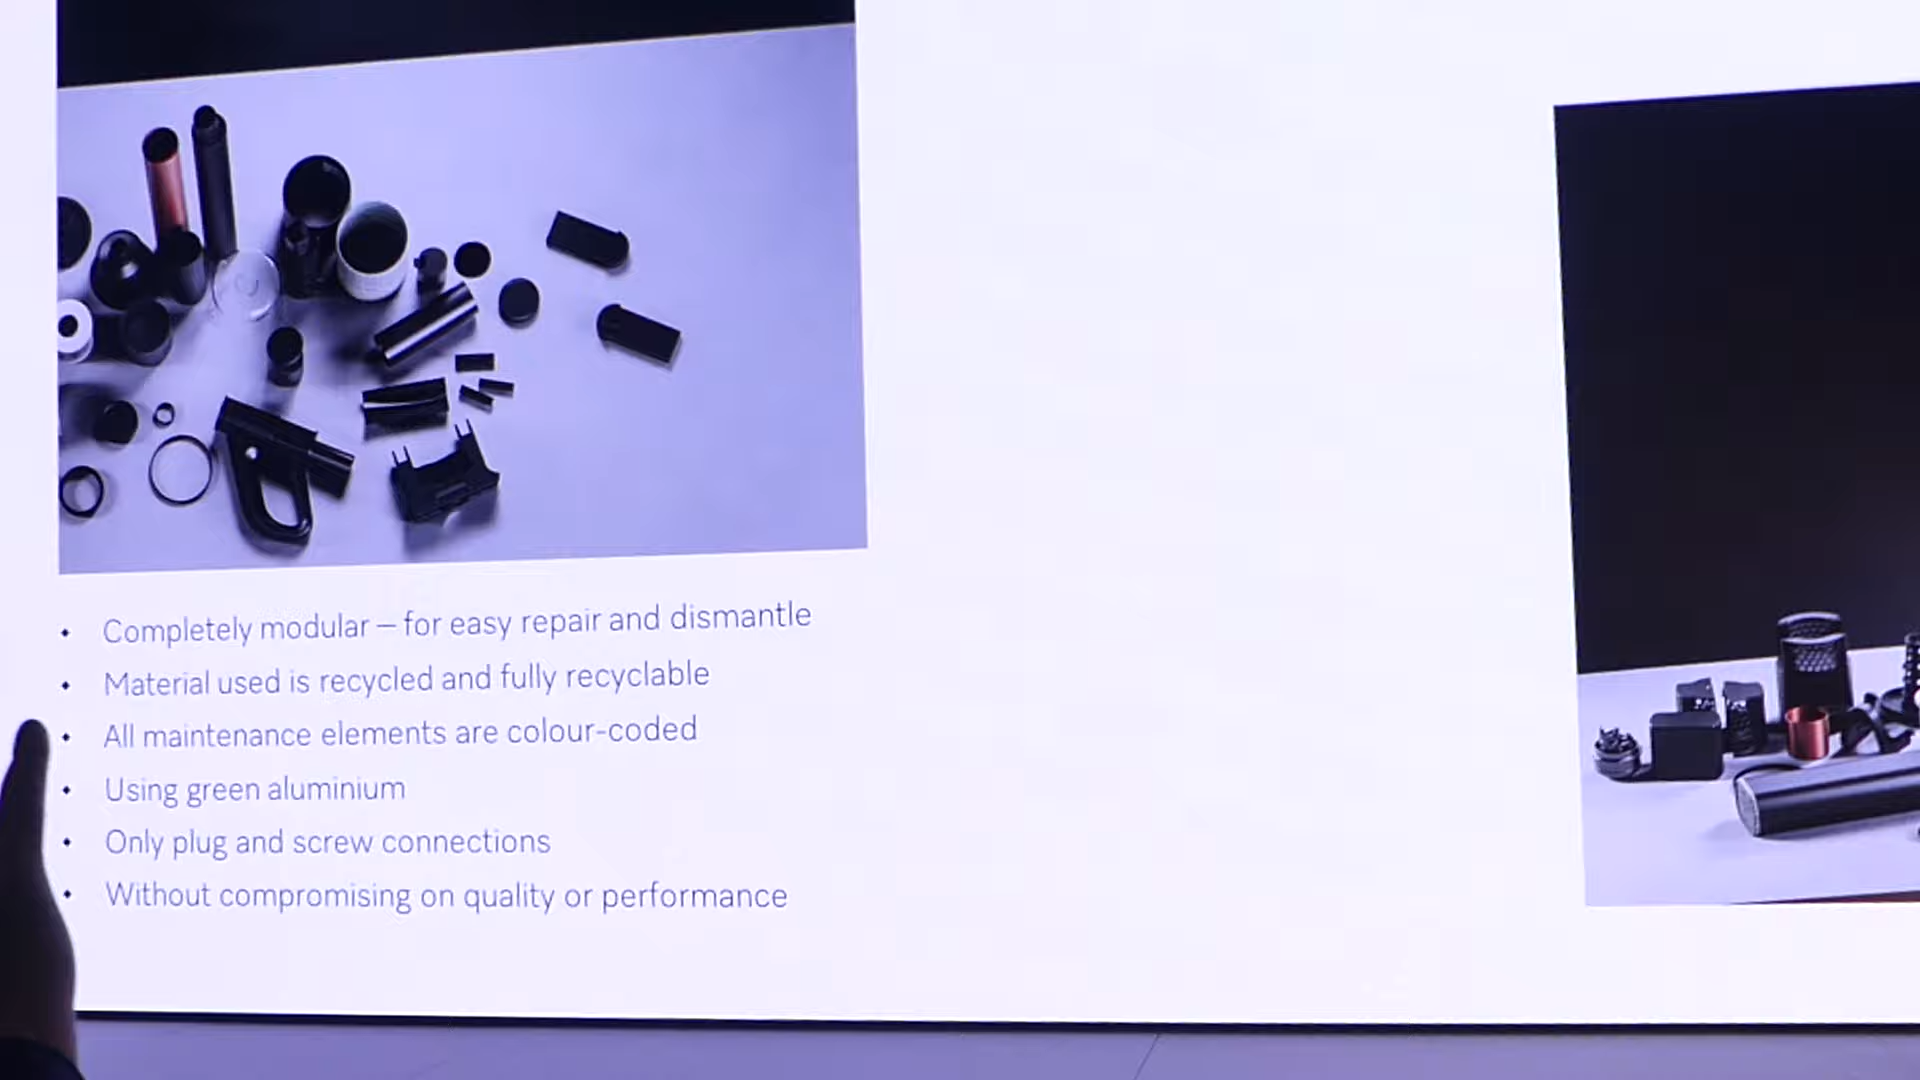 • Completely modular – for easy repair and dismantle
• Material used is recycled and fully recyclable
• All maintenance elements are colour-coded
• Using green aluminium
• Only plug and screw connections
• Without compromising on quality or performance